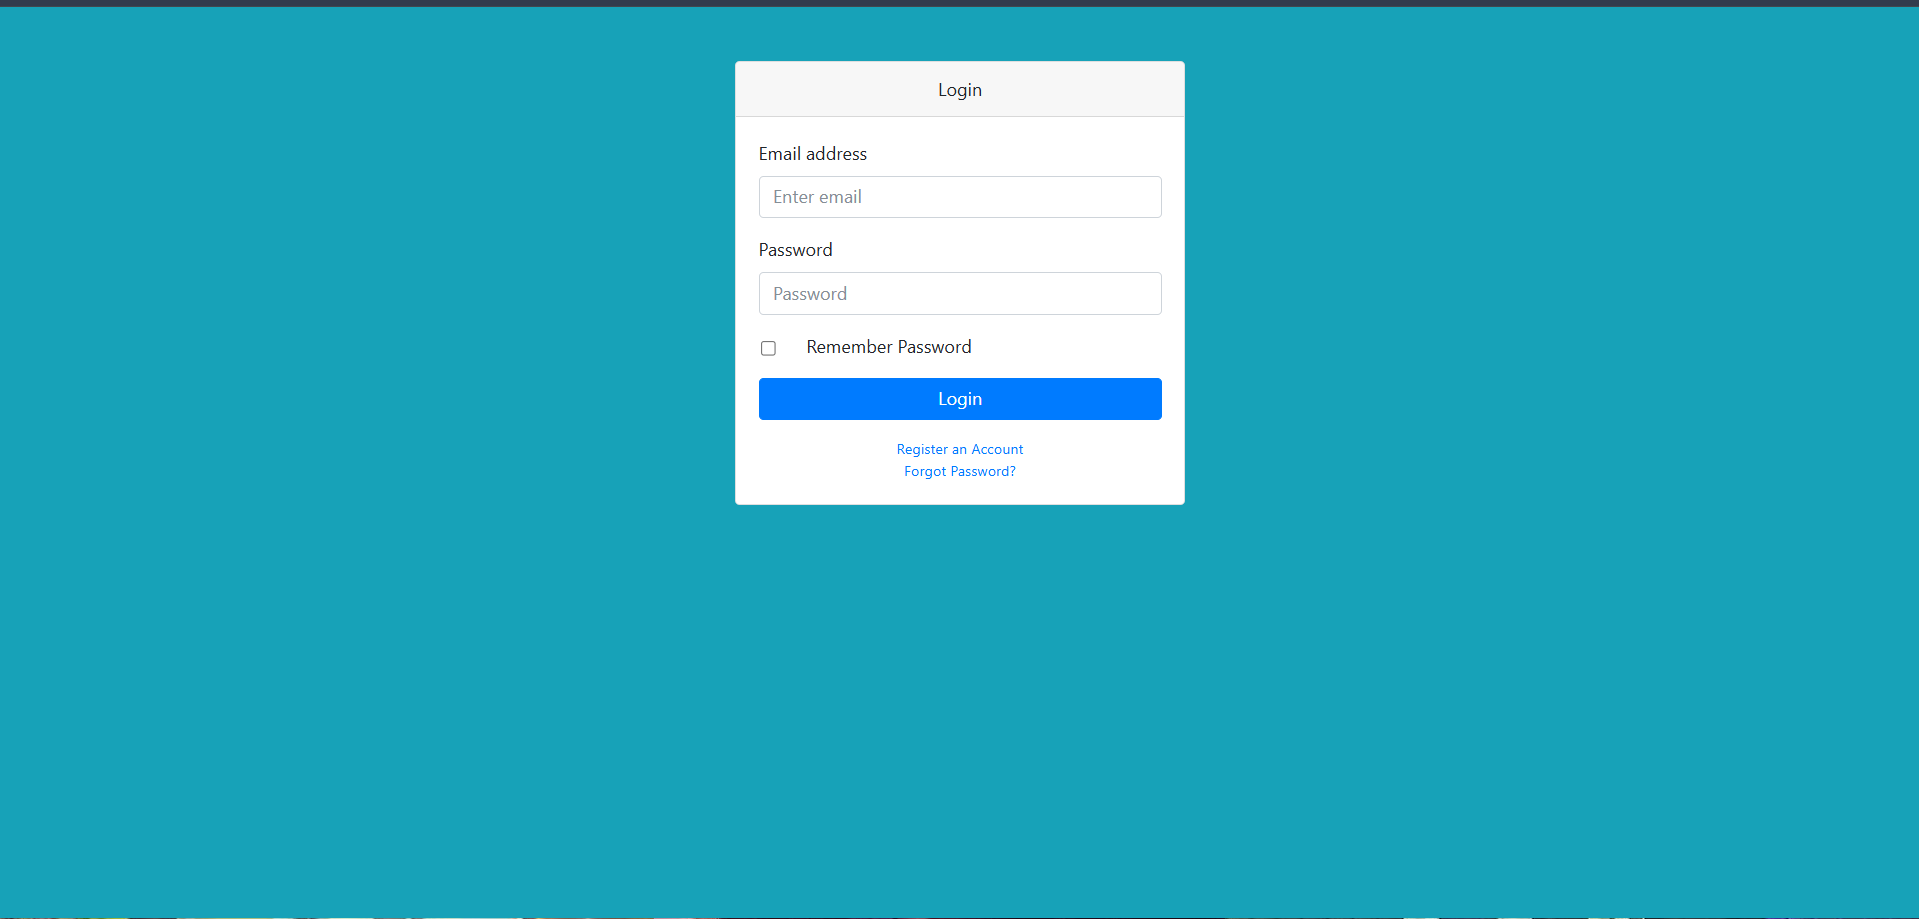 Login
Email address
Enter email
Password
Password
Remember Password
Login
Register an Account
Forgot Password?